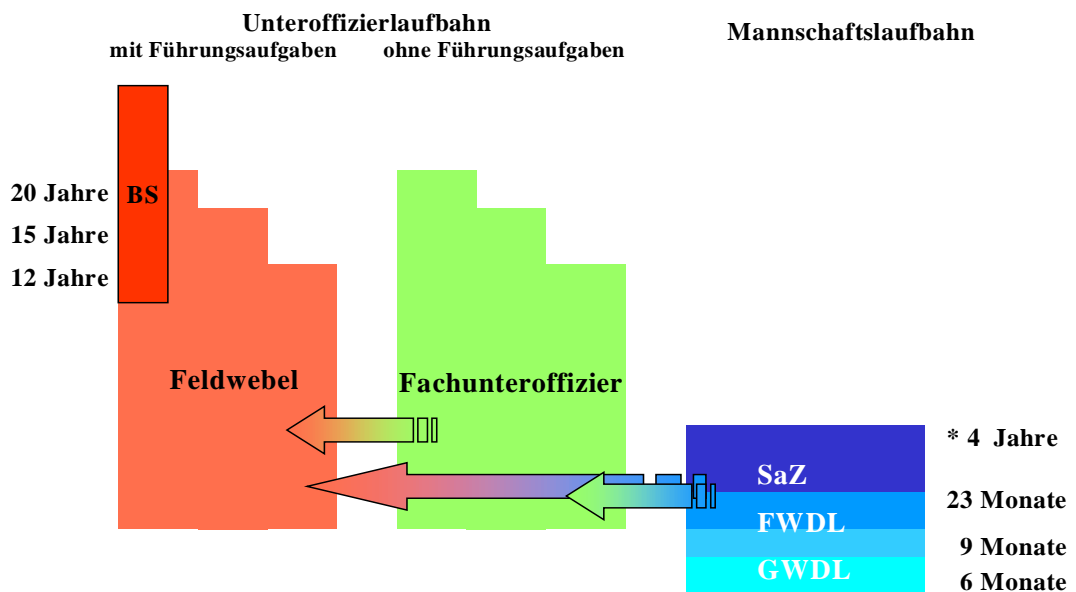 Unteroffizierlaufbahn
mit Führungsaufgaben
ohne Führungsaufgaben
Mannschaftslaufbahn
20 Jahre
BS
15 Jahre
12 Jahre
Feldwebel
Fachunteroffizier
* 4 Jahre
SaZ
23 Monate
FWDL
9 Monate
GWDL
6 Monate